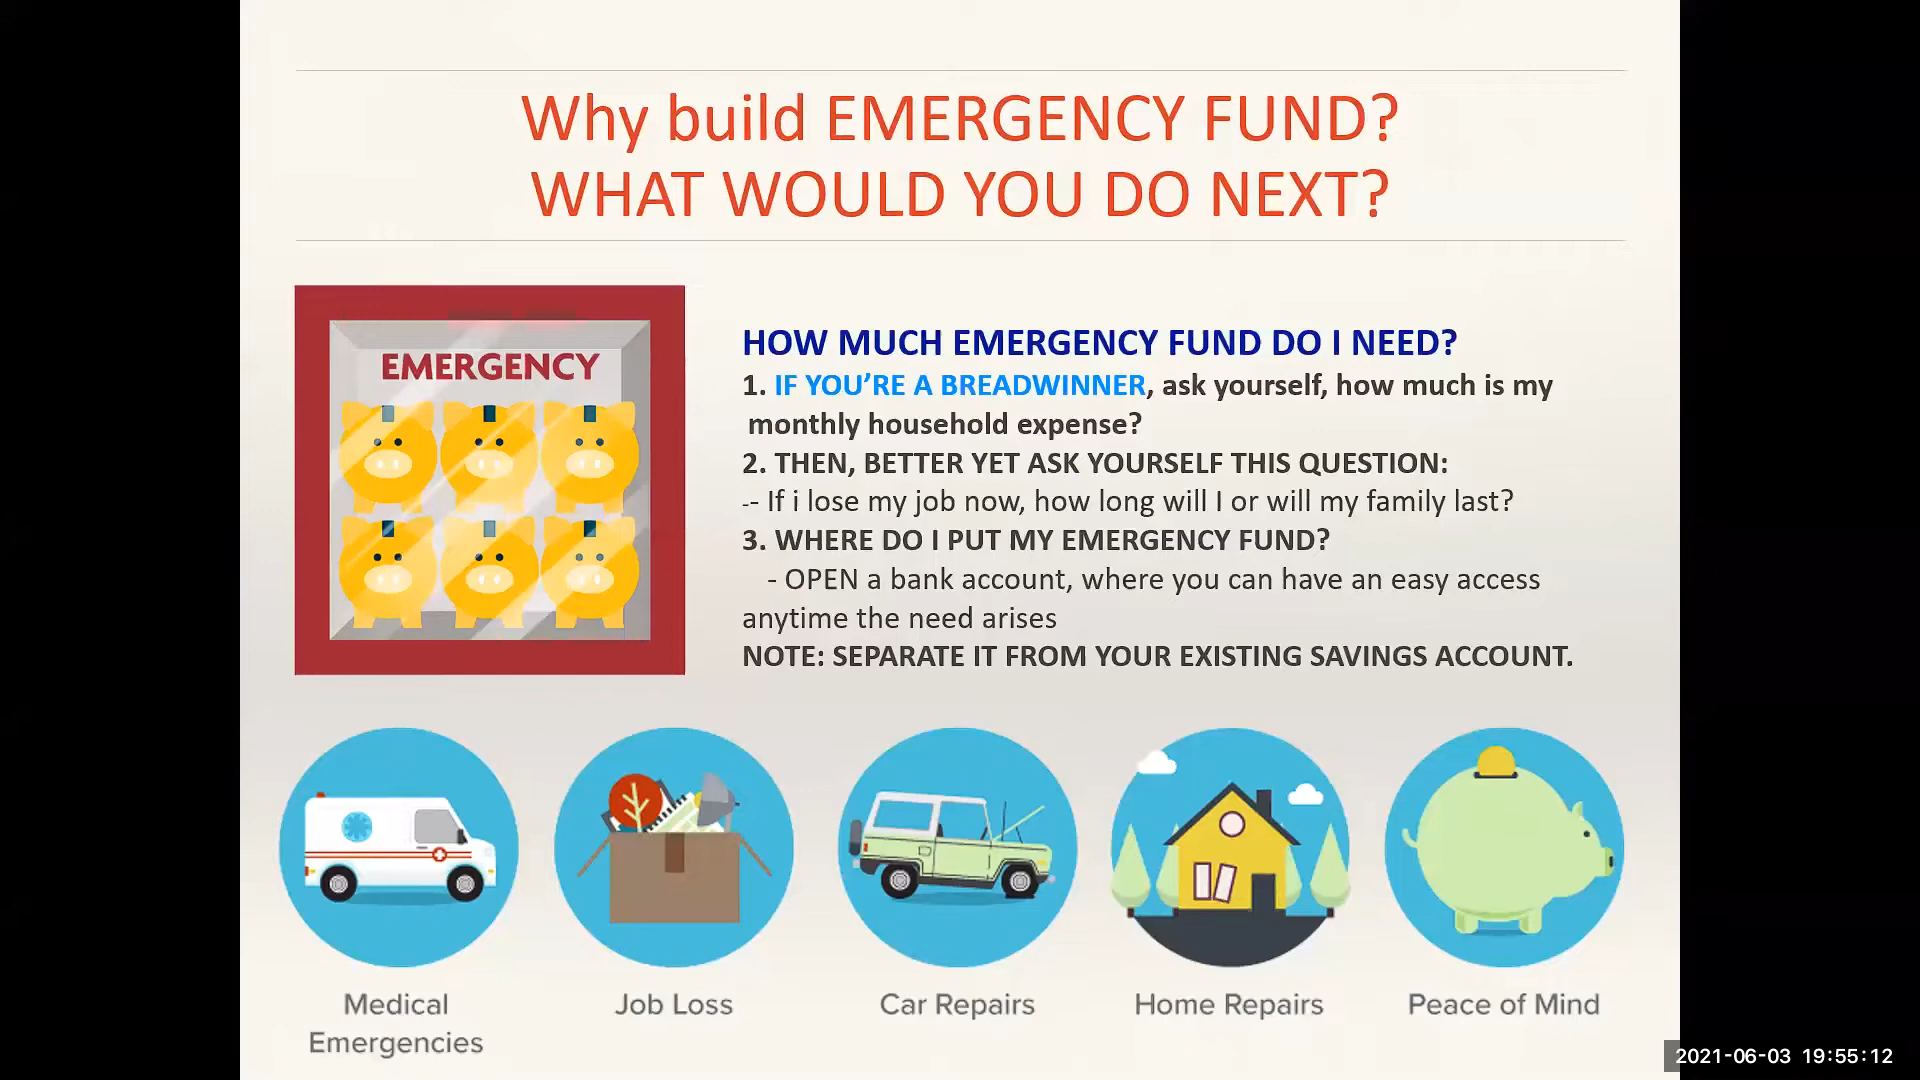 Why build EMERGENCY FUND?
WHAT WOULD YOU DO NEXT?
EMERGENCY
HOW MUCH EMERGENCY FUND DO I NEED?
1. IF YOU’RE A BREADWINNER, ask yourself, how much is my
monthly household expense?
2. THEN, BETTER YET ASK YOURSELF THIS QUESTION:
-- If i lose my job now, how long will I or will my family last?
3. WHERE DO I PUT MY EMERGENCY FUND?
- OPEN a bank account, where you can have an easy access
anytime the need arises
NOTE: SEPARATE IT FROM YOUR EXISTING SAVINGS ACCOUNT.
Medical
Emergencies
Job Loss
Car Repairs
Home Repairs
Peace of Mind
2021-06-03 19:55:12